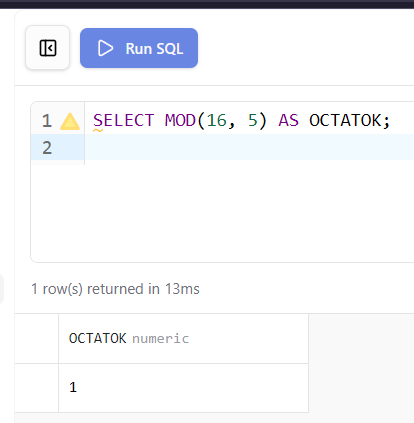 Run SQL
1 SELECT MOD(16, 5) AS OCTATOK;
2
1 row(s) returned in 13ms
OCTATOK numeric
1